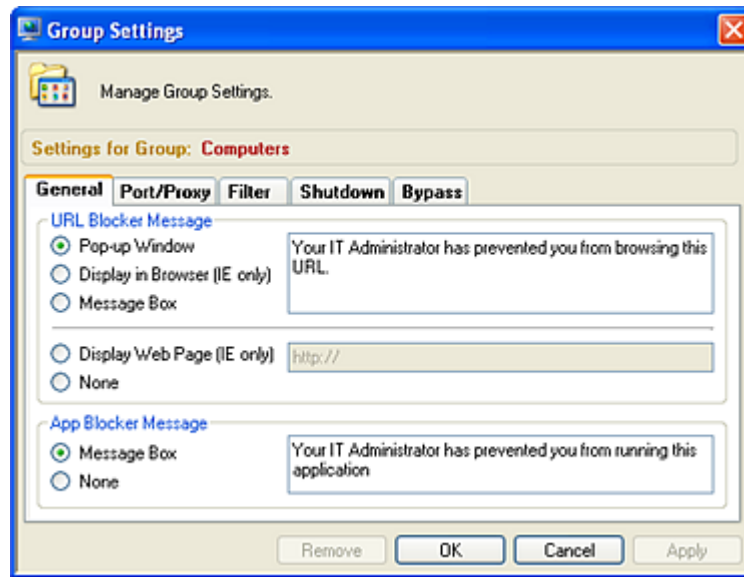 Group Settings
Manage Group Settings.
Settings for Group: Computers
General Port/Proxy Filter Shutdown Bypass
URL Blocker Message
Pop-up Window
Display in Browser (IE only)
Message Box
Your IT Administrator has prevented you from browsing this
URL.
Display Web Page (IE only) http://
None
App Blocker Message
Message Box
None
Your IT Administrator has prevented you from running this
application
Remove OK Cancel Apply